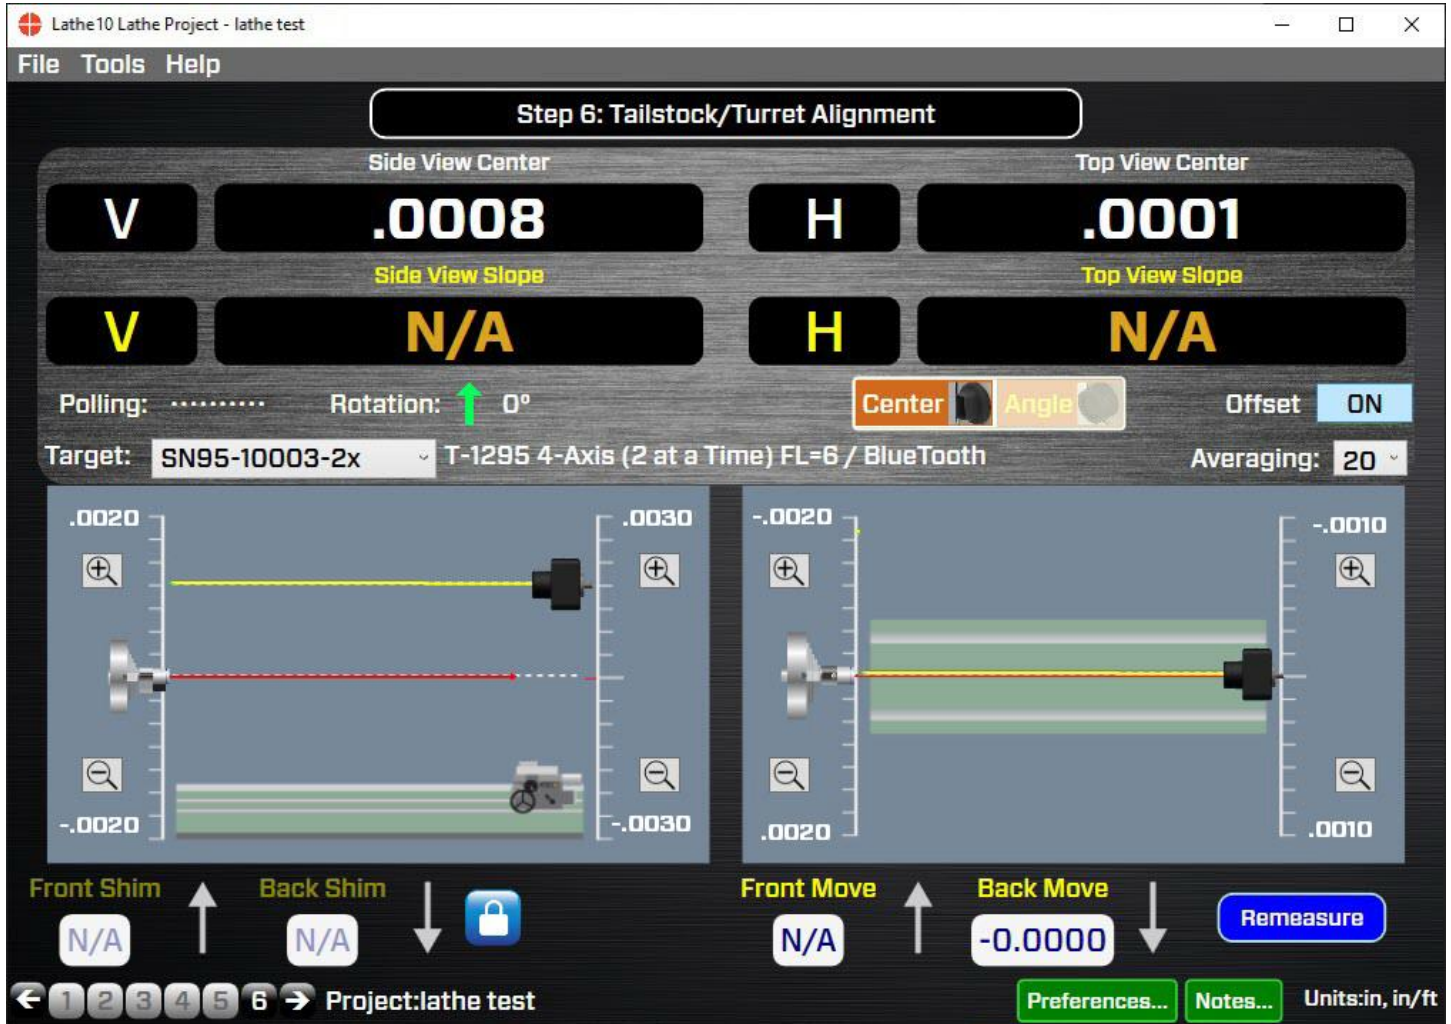 Lathe10 Lathe Project - lathe test
File Tools Help
Step 6: Tailstock/Turret Alignment
Side View Center
Top View Center
V .0008 H .0001
Side View Slope
Top View Slope
V N/A H N/A
Polling: .......... Rotation: 0º Center Angle Offset ON
Target: SN95-10003-2x T-1295 4-Axis (2 at a Time) FL=6 / BlueTooth Averaging: 20
.0020 .0030 -.0020 -.0010
-.0020 -.0030 .0020 .0010
Front Shim Back Shim Front Move Back Move
N/A N/A N/A -0.0000 Remeasure
1 2 3 4 5 6 Project:lathe test Preferences... Notes... Units:in, in/ft